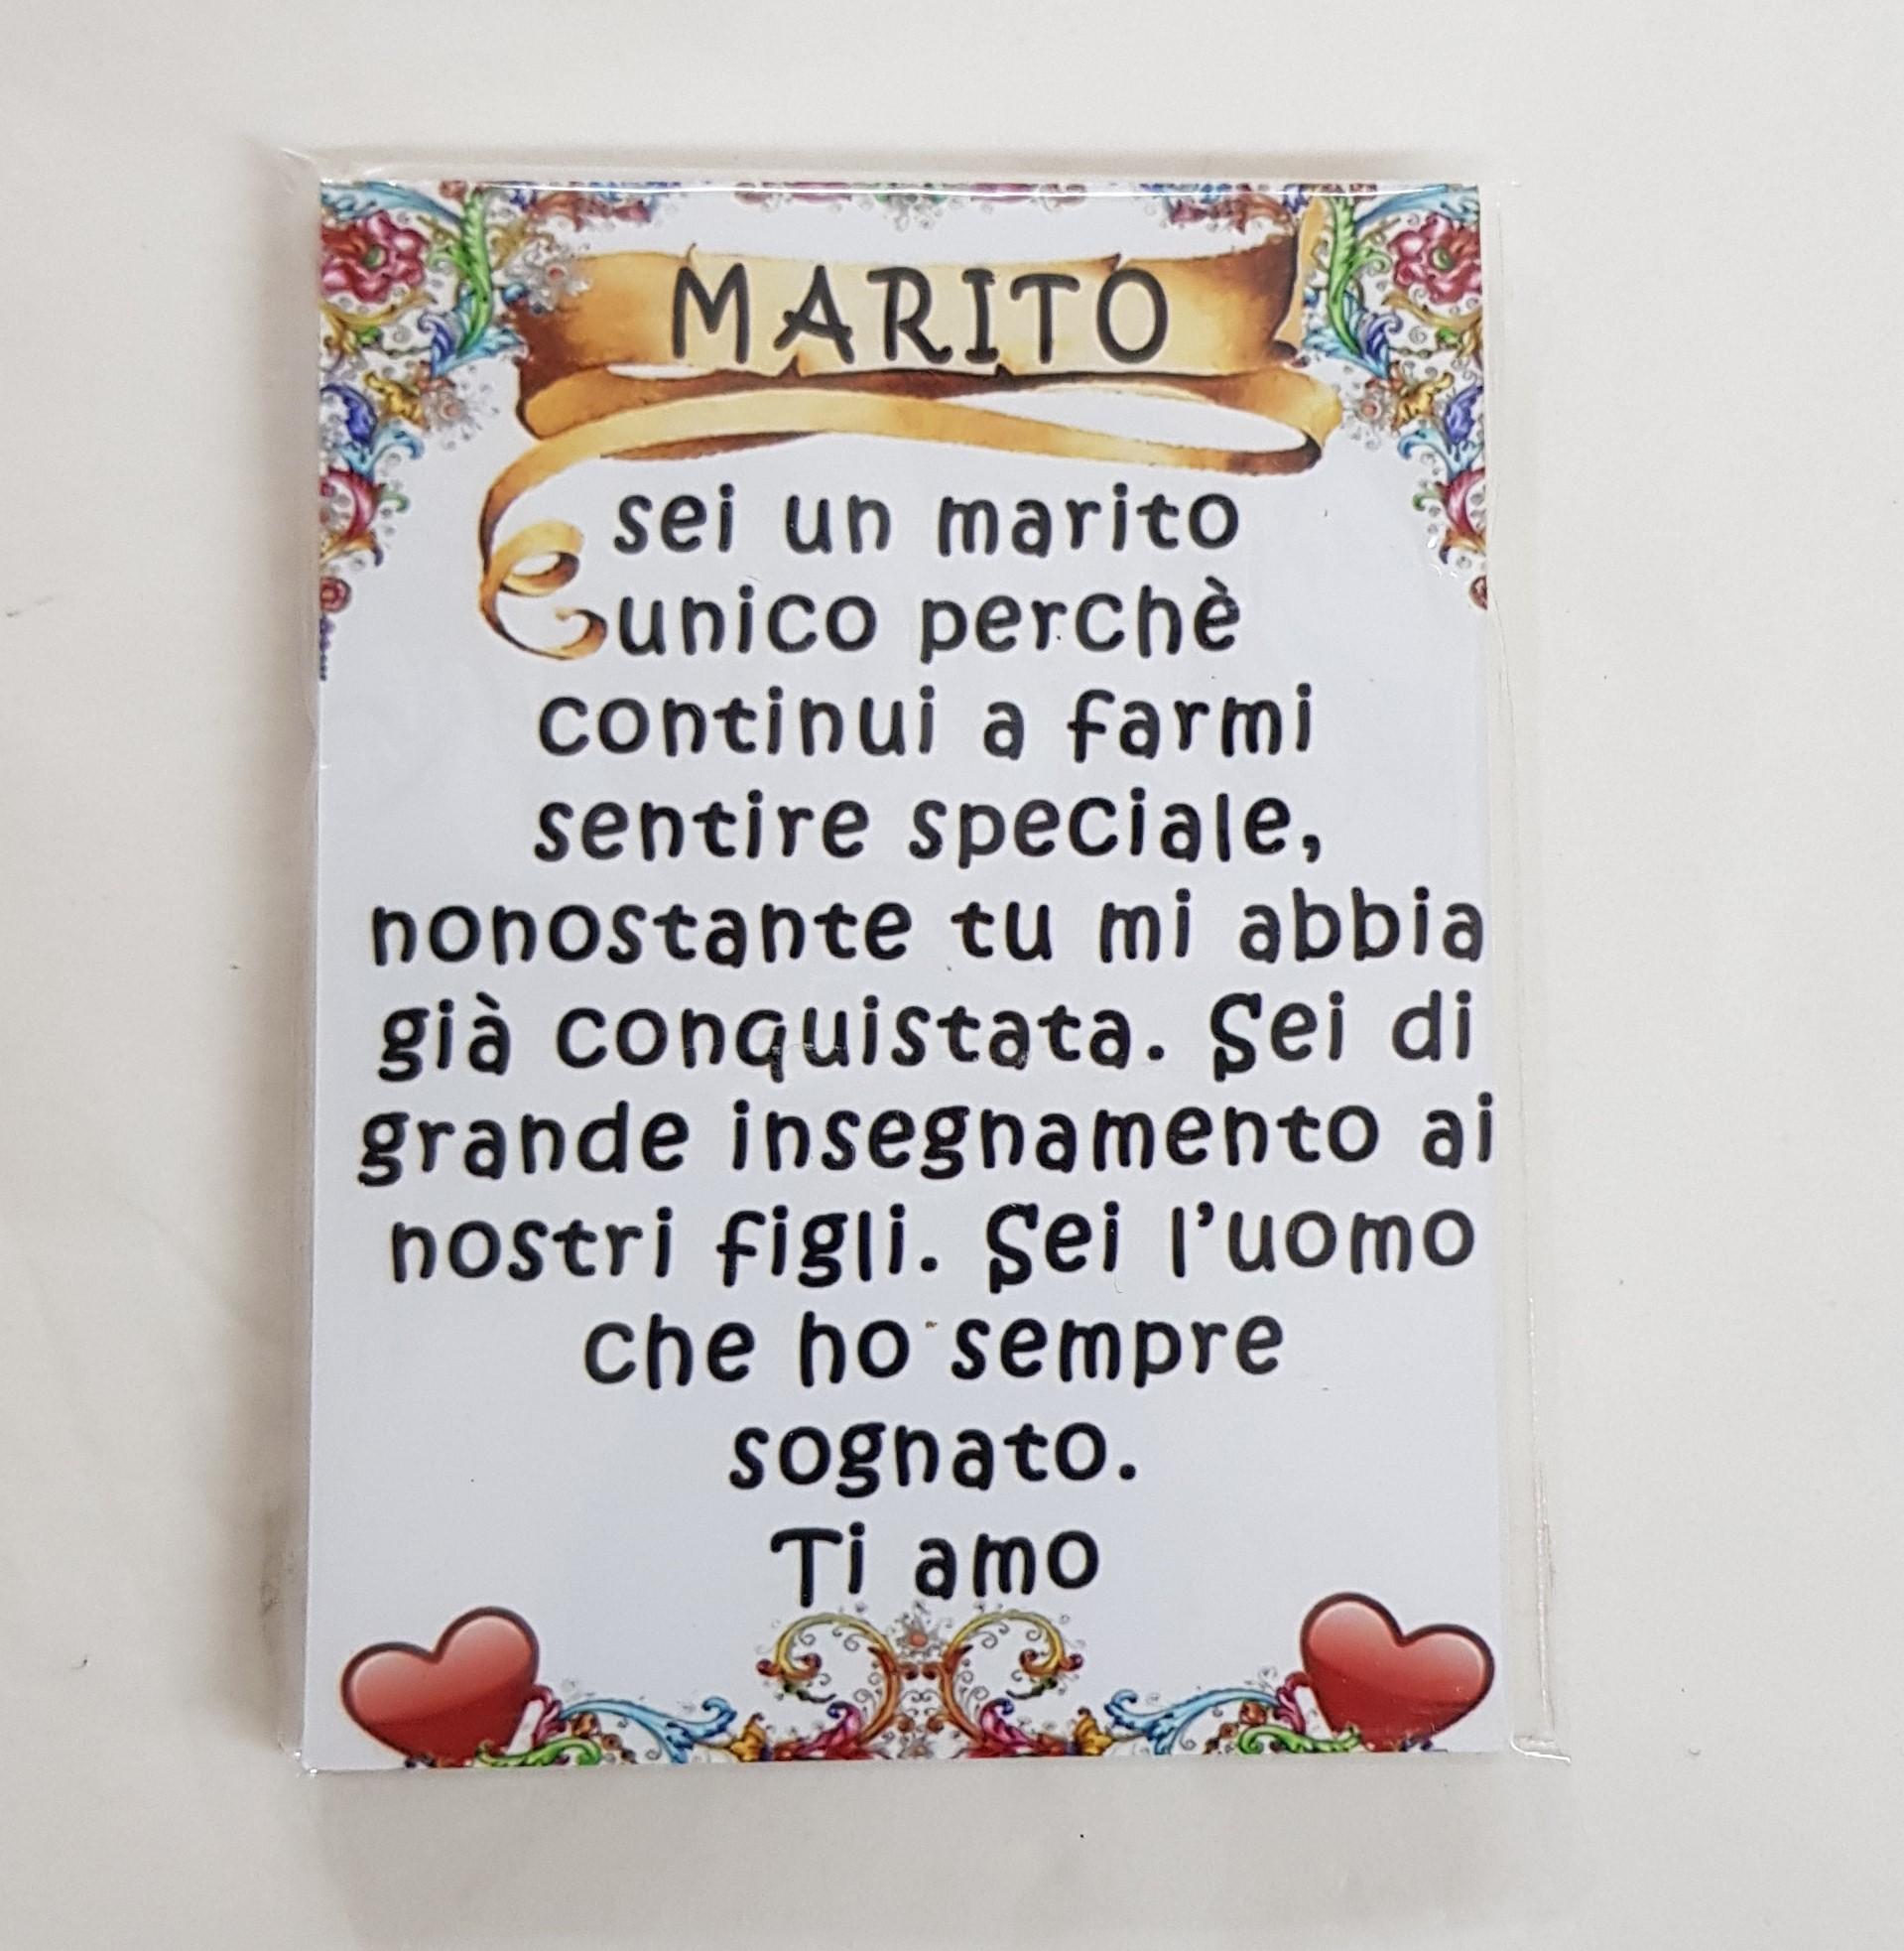 MARITO
sei un marito
unico perchè
continui a farmi
sentire speciale,
nonostante tu mi abbia
già conquistata. Sei di
grande insegnamento ai
nostri figli. Sei l'uomo
che ho sempre
sognato.
Ti amo